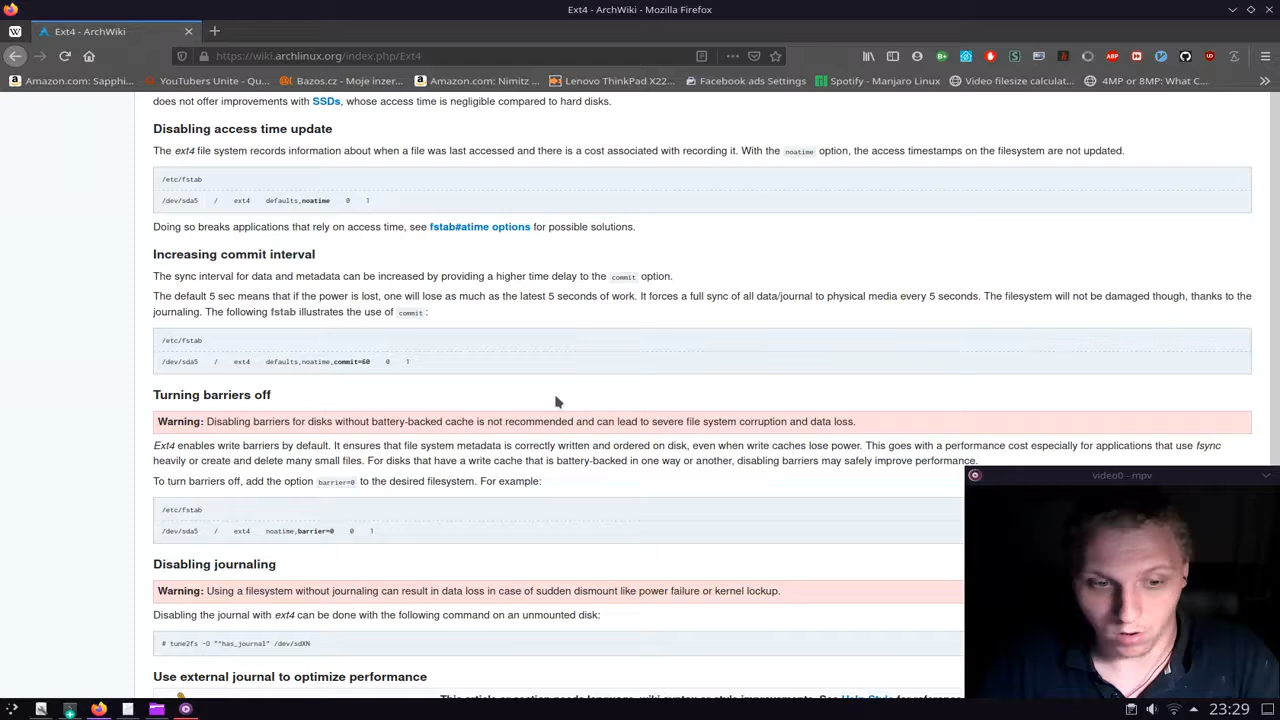 Ext4 - ArchWiki - Mozilla Firefox
W
Ext4 - ArchWiki
https://wiki.archlinux.org/index.php/Ext4
Amazon.com: Sapphi...
YouTubers Unite - Qu...
Bazos.cz - Moje inzer...
Amazon.com: Nimitz ...
Lenovo ThinkPad X22...
Facebook ads Settings
Spotify - Manjaro Linux
Video filesize calculat...
4MP or 8MP: What C...
does not offer improvements with SSDs, whose access time is negligible compared to hard disks.
Disabling access time update
The ext4 file system records information about when a file was last accessed and there is a cost associated with recording it. With the noatime option, the access timestamps on the filesystem are not updated.
/etc/fstab
/dev/sda5 / ext4 defaults,noatime 0 1
Doing so breaks applications that rely on access time, see fstab#atime options for possible solutions.
Increasing commit interval
The sync interval for data and metadata can be increased by providing a higher time delay to the commit option.
The default 5 sec means that if the power is lost, one will lose as much as the latest 5 seconds of work. It forces a full sync of all data/journal to physical media every 5 seconds. The filesystem will not be damaged though, thanks to the
journaling. The following fstab illustrates the use of commit :
/etc/fstab
/dev/sda5 / ext4 defaults,noatime,commit=60 0 1
Turning barriers off
Warning: Disabling barriers for disks without battery-backed cache is not recommended and can lead to severe file system corruption and data loss.
Ext4 enables write barriers by default. It ensures that file system metadata is correctly written and ordered on disk, even when write caches lose power. This goes with a performance cost especially for applications that use fsync
heavily or create and delete many small files. For disks that have a write cache that is battery-backed in one way or another, disabling barriers may safely improve performance.
To turn barriers off, add the option barrier=0 to the desired filesystem. For example:
/etc/fstab
/dev/sda5 / ext4 noatime,barrier=0 0 1
video0 - mpv
Disabling journaling
Warning: Using a filesystem without journaling can result in data loss in case of sudden dismount like power failure or kernel lockup.
Disabling the journal with ext4 can be done with the following command on an unmounted disk:
# tune2fs -O "^has_journal" /dev/sdXN
Use external journal to optimize performance
This article or section needs language, wiki syntax or style improvements. See Help:Style for reference
23:29